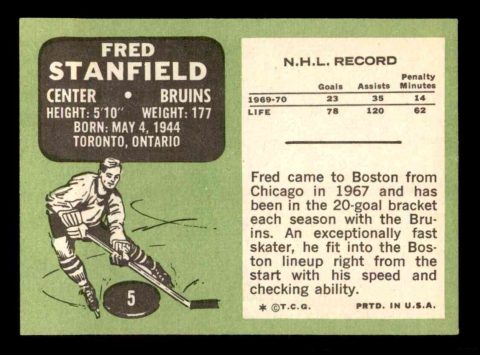 FRED
STANFIELD
CENTER • BRUINS
HEIGHT: 5'10" WEIGHT: 177
BORN: MAY 4, 1944
TORONTO, ONTARIO
5
N.H.L. RECORD
Goals Assists Penalty Minutes
1969-70 23 35 14
LIFE 78 120 62
Fred came to Boston from
Chicago in 1967 and has
been in the 20-goal bracket
each season with the Bru-
ins. An exceptionally fast
skater, he fit into the Bos-
ton lineup right from the
start with his speed and
checking ability.
* ©T.C.G. PRTD. IN U.S.A.